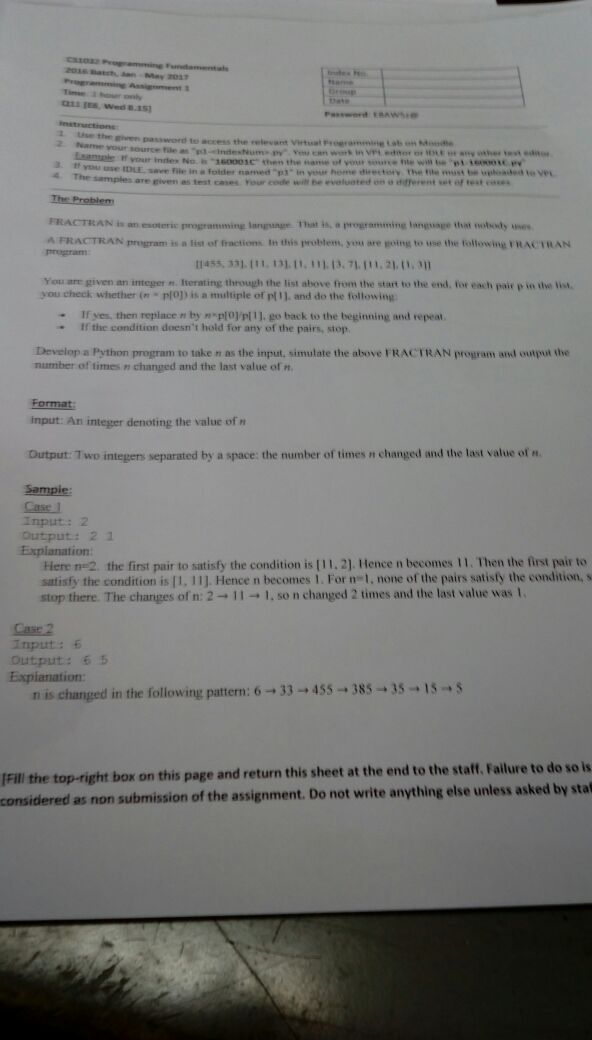 CS1032 Programming Fundamentals
2016 Batch, Jan - May 2017
Programming Assignment 1
Time: 1 hour only
Q11 [E8, Wed 8.15]
Index No.
Name
Group
Date
Password:
Instructions:
1. Use the given password to access the relevant Virtual Programming Lab on Moodle
2. Name your source file as "p1-<IndexNum>.py". You can work in VPL editor or IDLE or any other text editor.
Example: If your Index No. is "160001C" then the name of your source file will be "p1-160001C.py"
3. If you use IDLE, save file in a folder named "p1" in your home directory. The file must be uploaded to VPL.
4. The samples are given as test cases. Your code will be evaluated on a different set of test cases.
The Problem
FRACTRAN is an esoteric programming language. That is, a programming language that nobody uses.
A FRACTRAN program is a list of fractions. In this problem, you are going to use the following FRACTRAN
program:
[[455, 33], [11, 13], [1, 11], [3, 7], [11, 2], [1, 3]]
You are given an integer n. Iterating through the list above from the start to the end, for each pair p in the list,
you check whether (n × p[0]) is a multiple of p[1], and do the following:
- If yes, then replace n by n×p[0]/p[1], go back to the beginning and repeat.
- If the condition doesn't hold for any of the pairs, stop.
Develop a Python program to take n as the input, simulate the above FRACTRAN program and output the
number of times n changed and the last value of n.
Format:
Input: An integer denoting the value of n
Output: Two integers separated by a space: the number of times n changed and the last value of n.
Sample:
Case 1
Input: 2
Output: 2 1
Explanation:
Here n=2. the first pair to satisfy the condition is [11, 2]. Hence n becomes 11. Then the first pair to
satisfy the condition is [1, 11]. Hence n becomes 1. For n=1, none of the pairs satisfy the condition, s
stop there. The changes of n: 2 → 11 → 1, so n changed 2 times and the last value was 1.
Case 2
Input: 6
Output: 6 5
Explanation:
n is changed in the following pattern: 6 → 33 → 455 → 385 → 35 → 15 → 5
[Fill the top-right box on this page and return this sheet at the end to the staff. Failure to do so is
considered as non submission of the assignment. Do not write anything else unless asked by staf